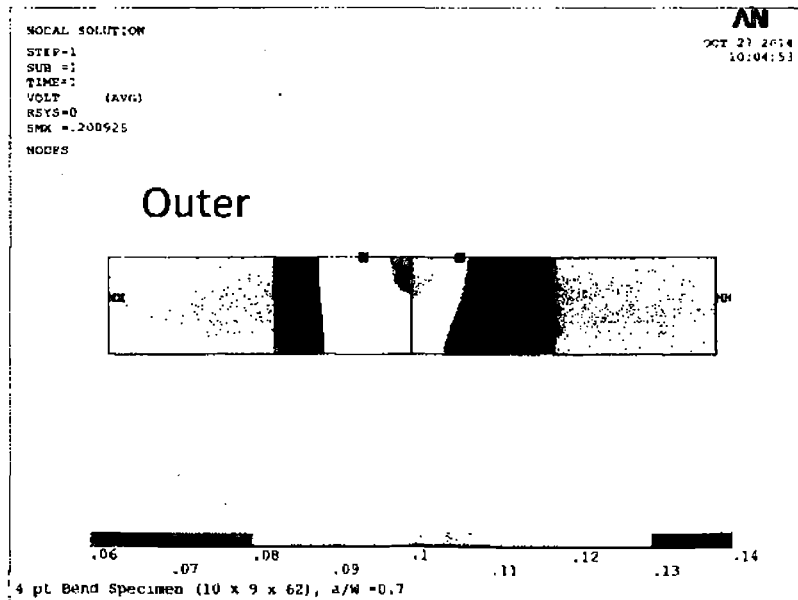 NODAL SOLUTION
STEP=1
SUB =1
TIME=1
VOLT (AVG)
RSYS=0
SMX =.200925
NODES
AN
OCT 27 2014
10:04:53
Outer
MX
MN
.06 .07 .08 .09 .1 .11 .12 .13 .14
4 pt Bend Specimen (10 x 9 x 62), a/W =0.7